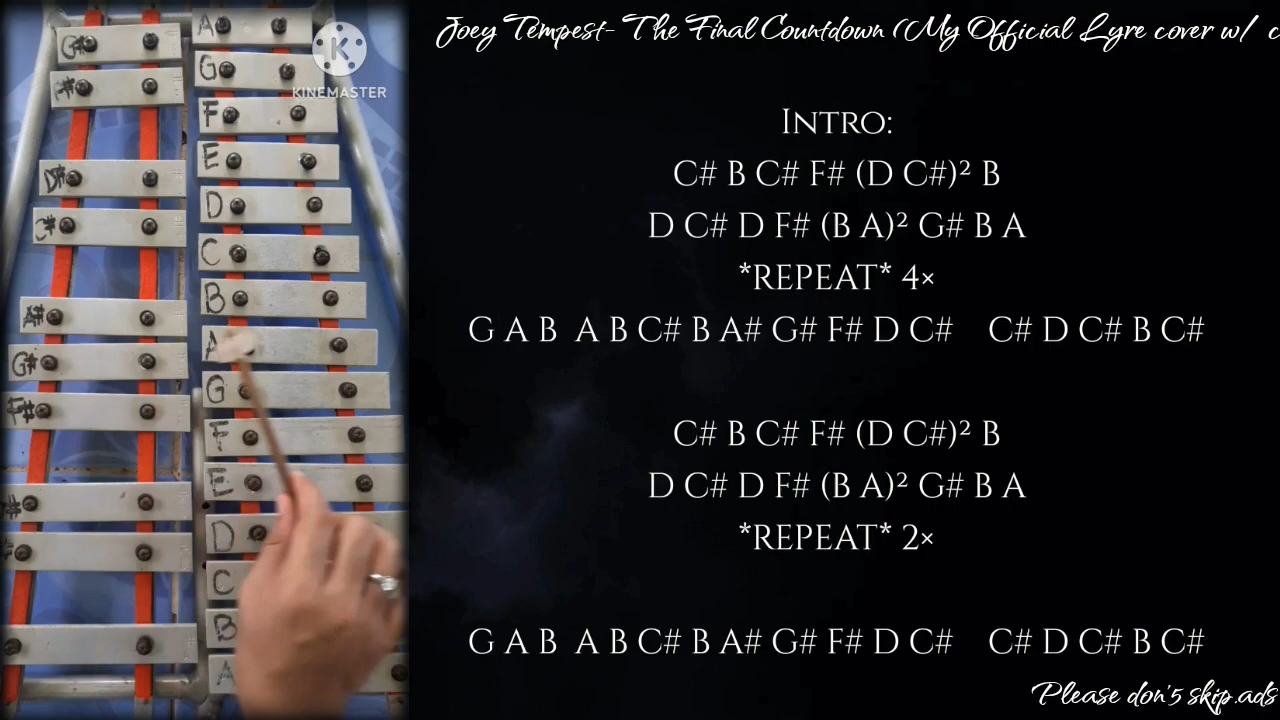 Joey Tempest- The Final Countdown (My Official Lyre cover w/ c
INTRO:
C# B C# F# (D C#)² B
D C# D F# (B A)² G# B A
*REPEAT* 4×
G A B A B C# B A# G# F# D C# C# D C# B C#
C# B C# F# (D C#)² B
D C# D F# (B A)² G# B A
*REPEAT* 2×
G A B A B C# B A# G# F# D C# C# D C# B C#
Please don'5 skip ads
KINEMASTER
G#
D#
C#
G#
F#
A
G
F
E
D
C
B
A
G
F
E
D
C
B
A